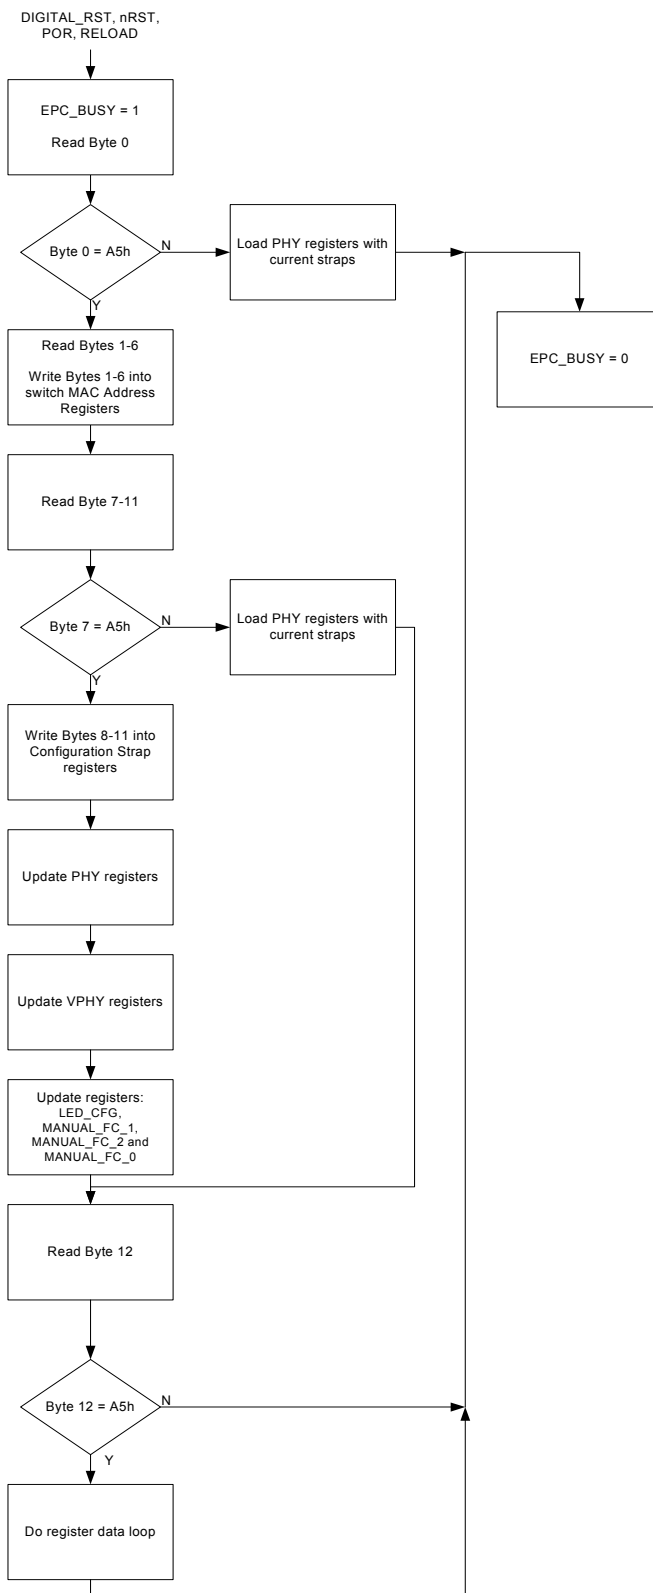 DIGITAL_RST, nRST,
POR, RELOAD
EPC_BUSY = 1
Read Byte 0
Byte 0 = A5h
N
Load PHY registers with
current straps
Y
Read Bytes 1-6
Write Bytes 1-6 into
switch MAC Address
Registers
EPC_BUSY = 0
Read Byte 7-11
Byte 7 = A5h
N
Load PHY registers with
current straps
Y
Write Bytes 8-11 into
Configuration Strap
registers
Update PHY registers
Update VPHY registers
Update registers:
LED_CFG,
MANUAL_FC_1,
MANUAL_FC_2 and
MANUAL_FC_0
Read Byte 12
Byte 12 = A5h
N
Y
Do register data loop